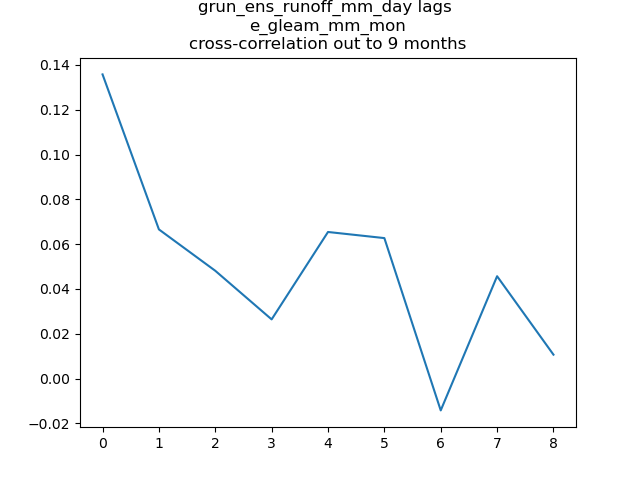 grun_ens_runoff_mm_day lags
e_gleam_mm_mon
cross-correlation out to 9 months
0.14
0.12
0.10
0.08
0.06
0.04
0.02
0.00
−0.02
0 1 2 3 4 5 6 7 8